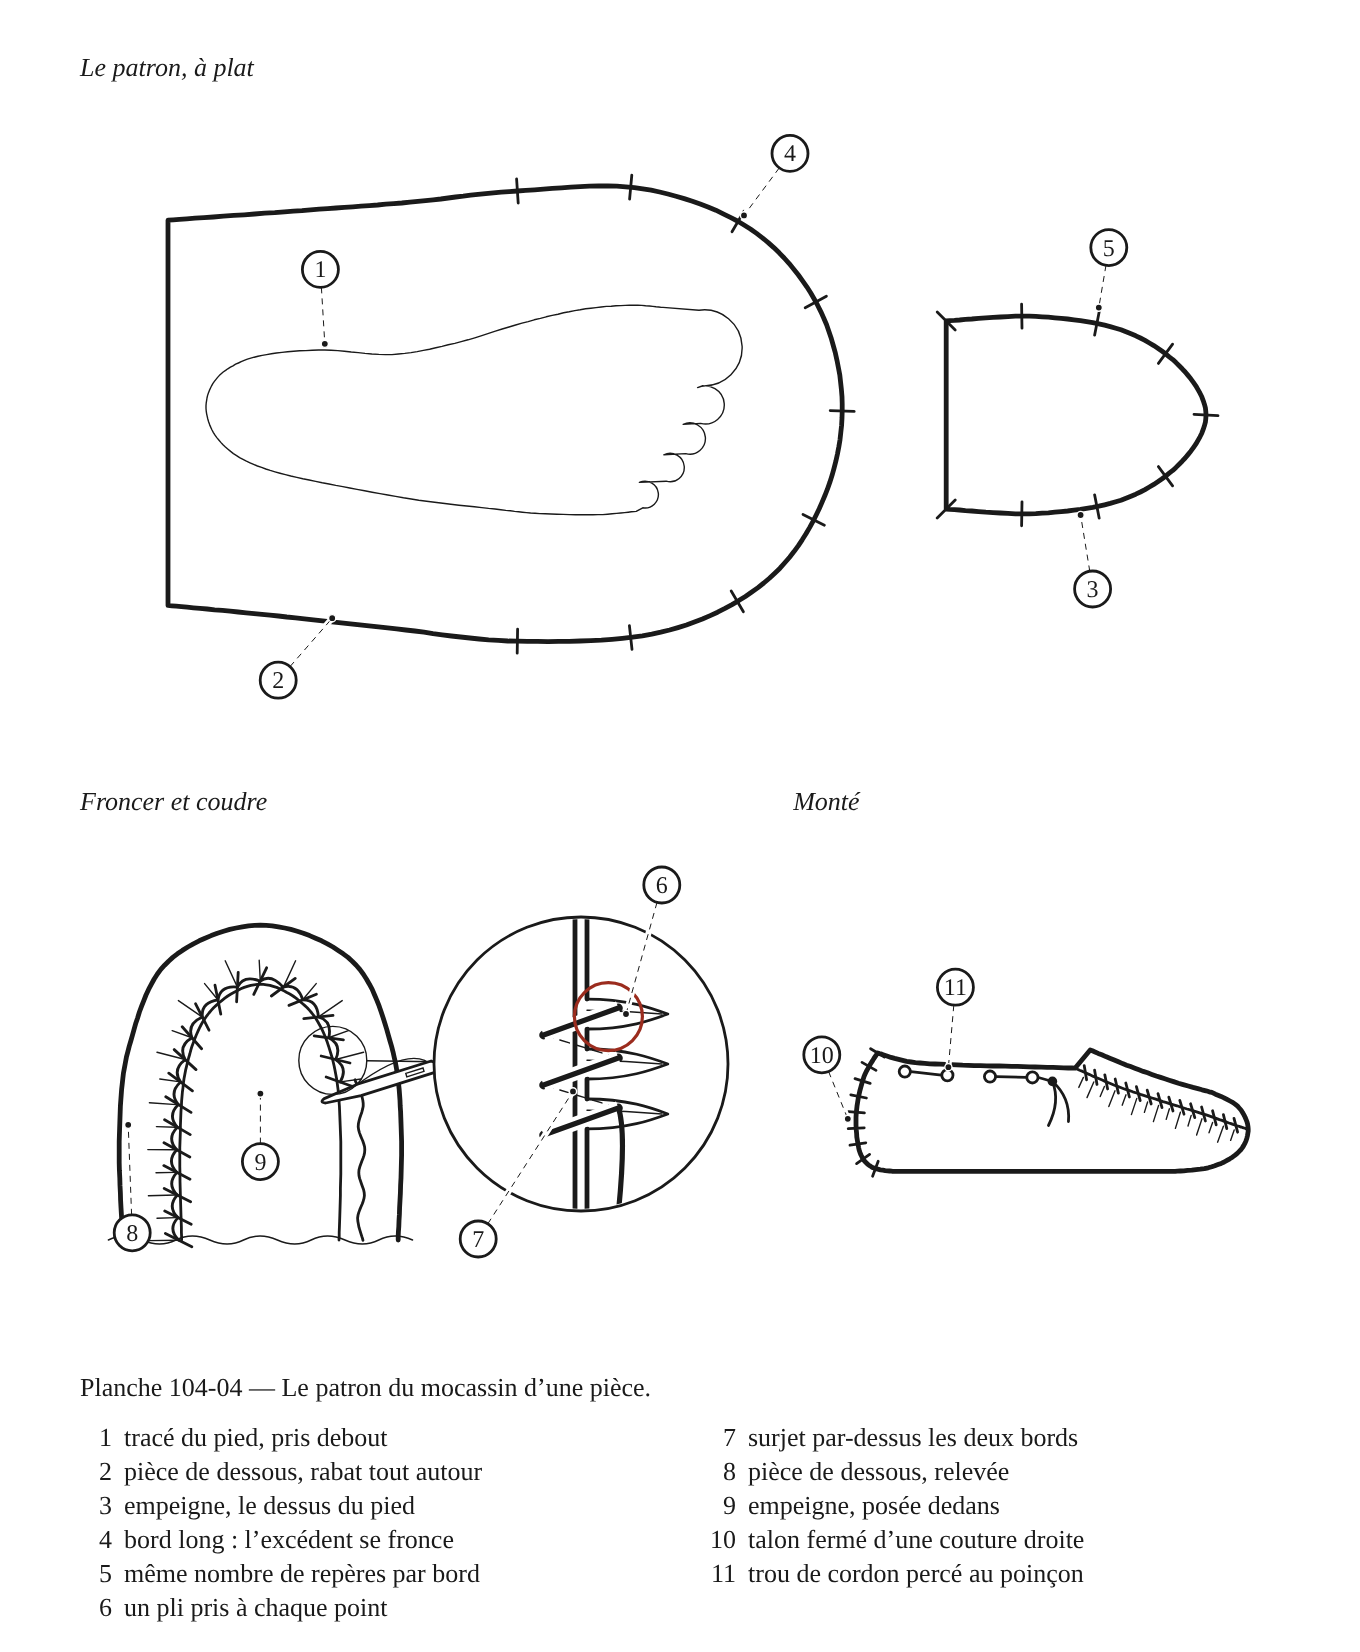 Le patron, à plat
4
5
1
3
2
Froncer et coudre
Monté
6
11
10
9
8
7
Planche 104-04 — Le patron du mocassin d’une pièce.
1 tracé du pied, pris debout
2 pièce de dessous, rabat tout autour
3 empeigne, le dessus du pied
4 bord long : l’excédent se fronce
5 même nombre de repères par bord
6 un pli pris à chaque point
7 surjet par-dessus les deux bords
8 pièce de dessous, relevée
9 empeigne, posée dedans
10 talon fermé d’une couture droite
11 trou de cordon percé au poinçon